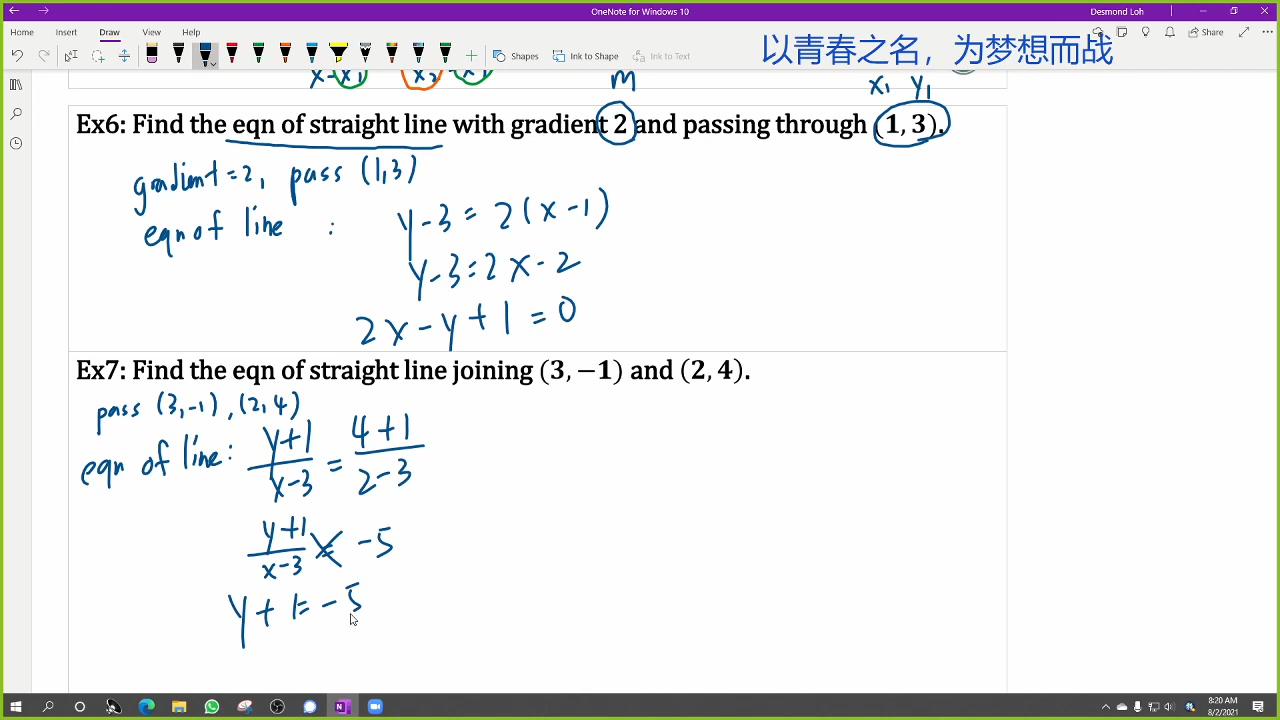 OneNote for Windows 10
Desmond Loh
Home Insert Draw View Help
Shapes Ink to Shape Ink to Text Share
以青春之名，为梦想而战
m
x₁ y₁
Ex6: Find the eqn of straight line with gradient 2 and passing through (1, 3).
gradient = 2, pass (1,3)
eqn of line : y-3 = 2(x-1)
y-3 = 2x-2
2x-y+1 = 0
Ex7: Find the eqn of straight line joining (3, −1) and (2, 4).
pass (3,-1), (2,4)
eqn of line: (y+1)/(x-3) = (4+1)/(2-3)
(y+1)/(x-3) = -5
y+1 = -5
8:20 AM
8/2/2021